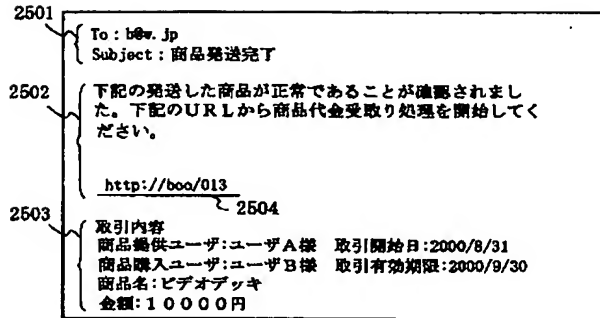 2501
To : b@w. jp
Subject : 商品発送完了
2502
下記の発送した商品が正常であることが確認されまし
た。下記のURLから商品代金受取り処理を開始してく
ださい。
http://boo/013
2504
2503
取引内容
商品提供ユーザ:ユーザA様 取引開始日:2000/8/31
商品購入ユーザ:ユーザB様 取引有効期限:2000/9/30
商品名:ビデオデッキ
金額:10000円